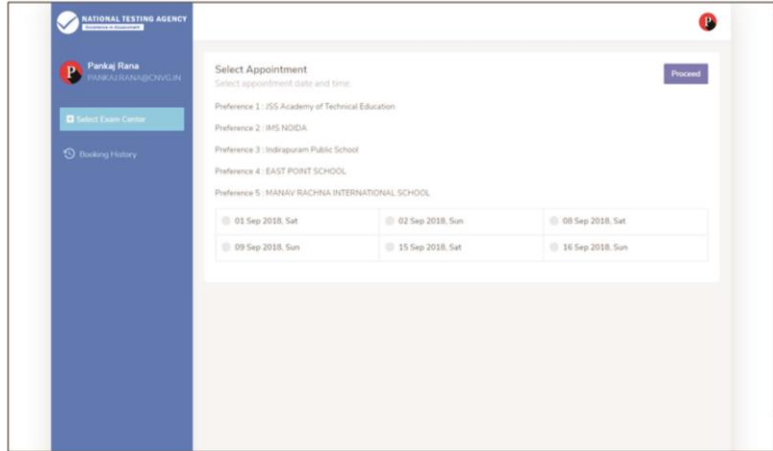 NATIONAL TESTING AGENCY
Excellence in Assessment
P
P
Pankaj Rana
PANKAJ.RANA@CNVG.IN
Select Exam Center
Booking History
Select Appointment
Select appointment date and time.
Proceed
Preference 1 : JSS Academy of Technical Education
Preference 2 : IMS NOIDA
Preference 3 : Indirapuram Public School
Preference 4 : EAST POINT SCHOOL
Preference 5 : MANAV RACHNA INTERNATIONAL SCHOOL
01 Sep 2018, Sat 02 Sep 2018, Sun 08 Sep 2018, Sat
09 Sep 2018, Sun 15 Sep 2018, Sat 16 Sep 2018, Sun